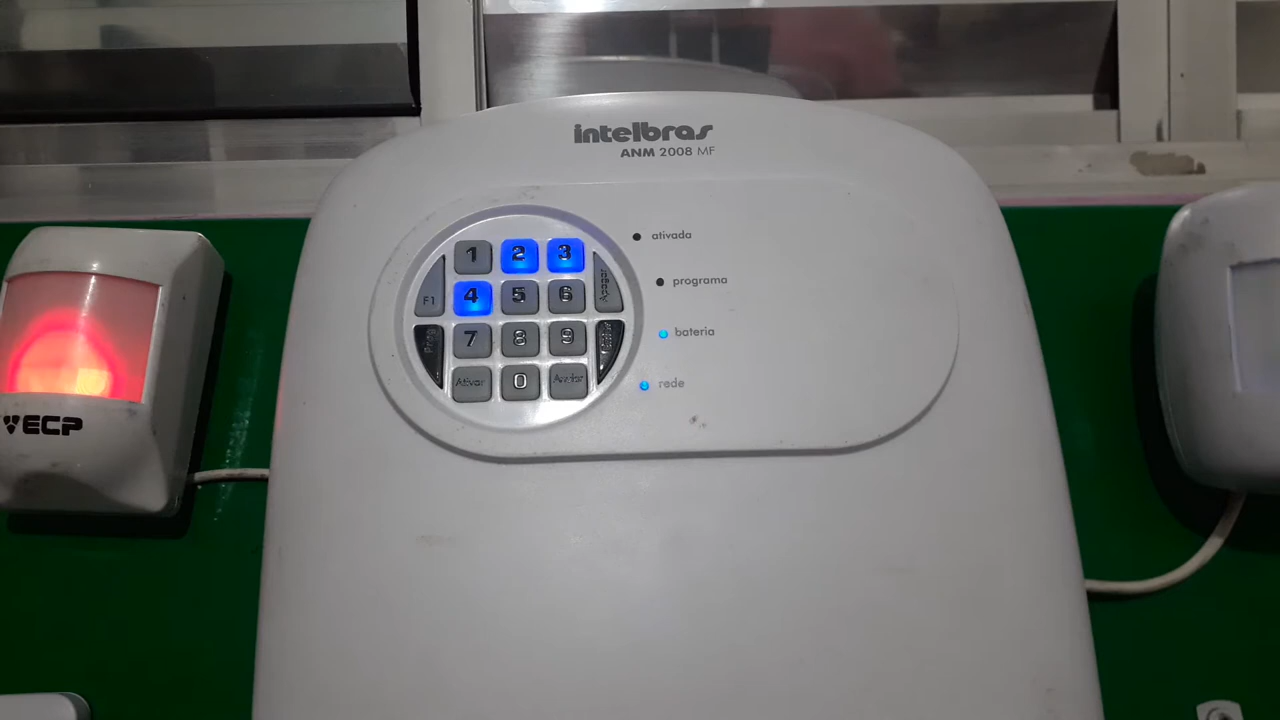 intelbras
ANM 2008 MF
ativada
1 2 3
programa
4 5 6
F1
bateria
7 8 9
Prog
rede
Ativar 0 Anular
ECP